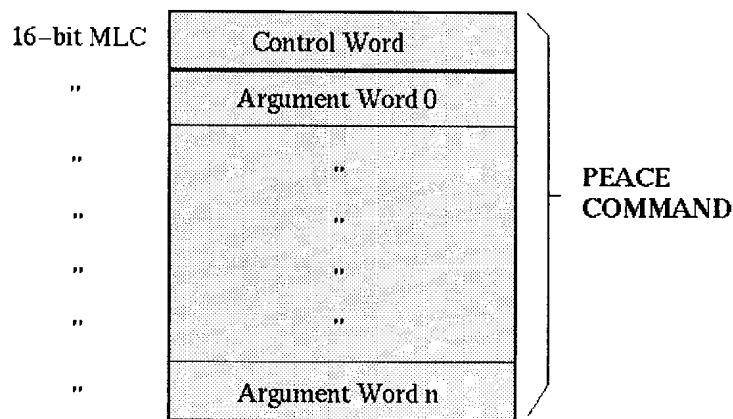 16-bit MLC Control Word
" Argument Word 0
" "
" "
" "
" "
" Argument Word n
PEACE
COMMAND